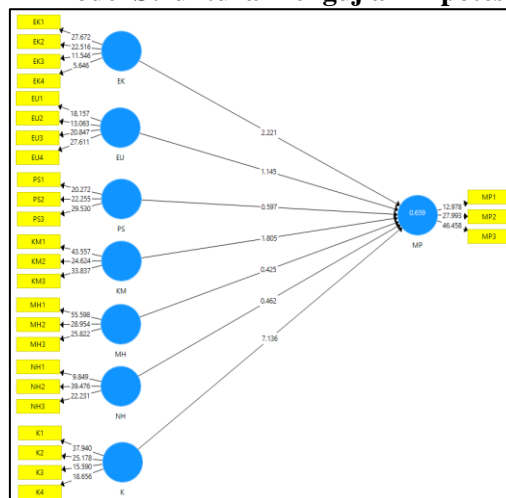 EK1
EK2
EK3
EK4
27.672
22.516
11.546
5.646
EK
EU1
EU2
EU3
EU4
18.157
13.063
20.847
27.611
EU
PS1
PS2
PS3
20.272
22.255
29.530
PS
KM1
KM2
KM3
43.557
24.624
33.837
KM
MH1
MH2
MH3
55.598
28.954
25.822
MH
NH1
NH2
NH3
9.849
39.476
22.231
NH
K1
K2
K3
K4
37.940
25.178
15.590
18.656
K
2.221
1.145
0.597
1.805
0.425
0.462
7.136
0.659
MP
12.978
27.993
46.458
MP1
MP2
MP3